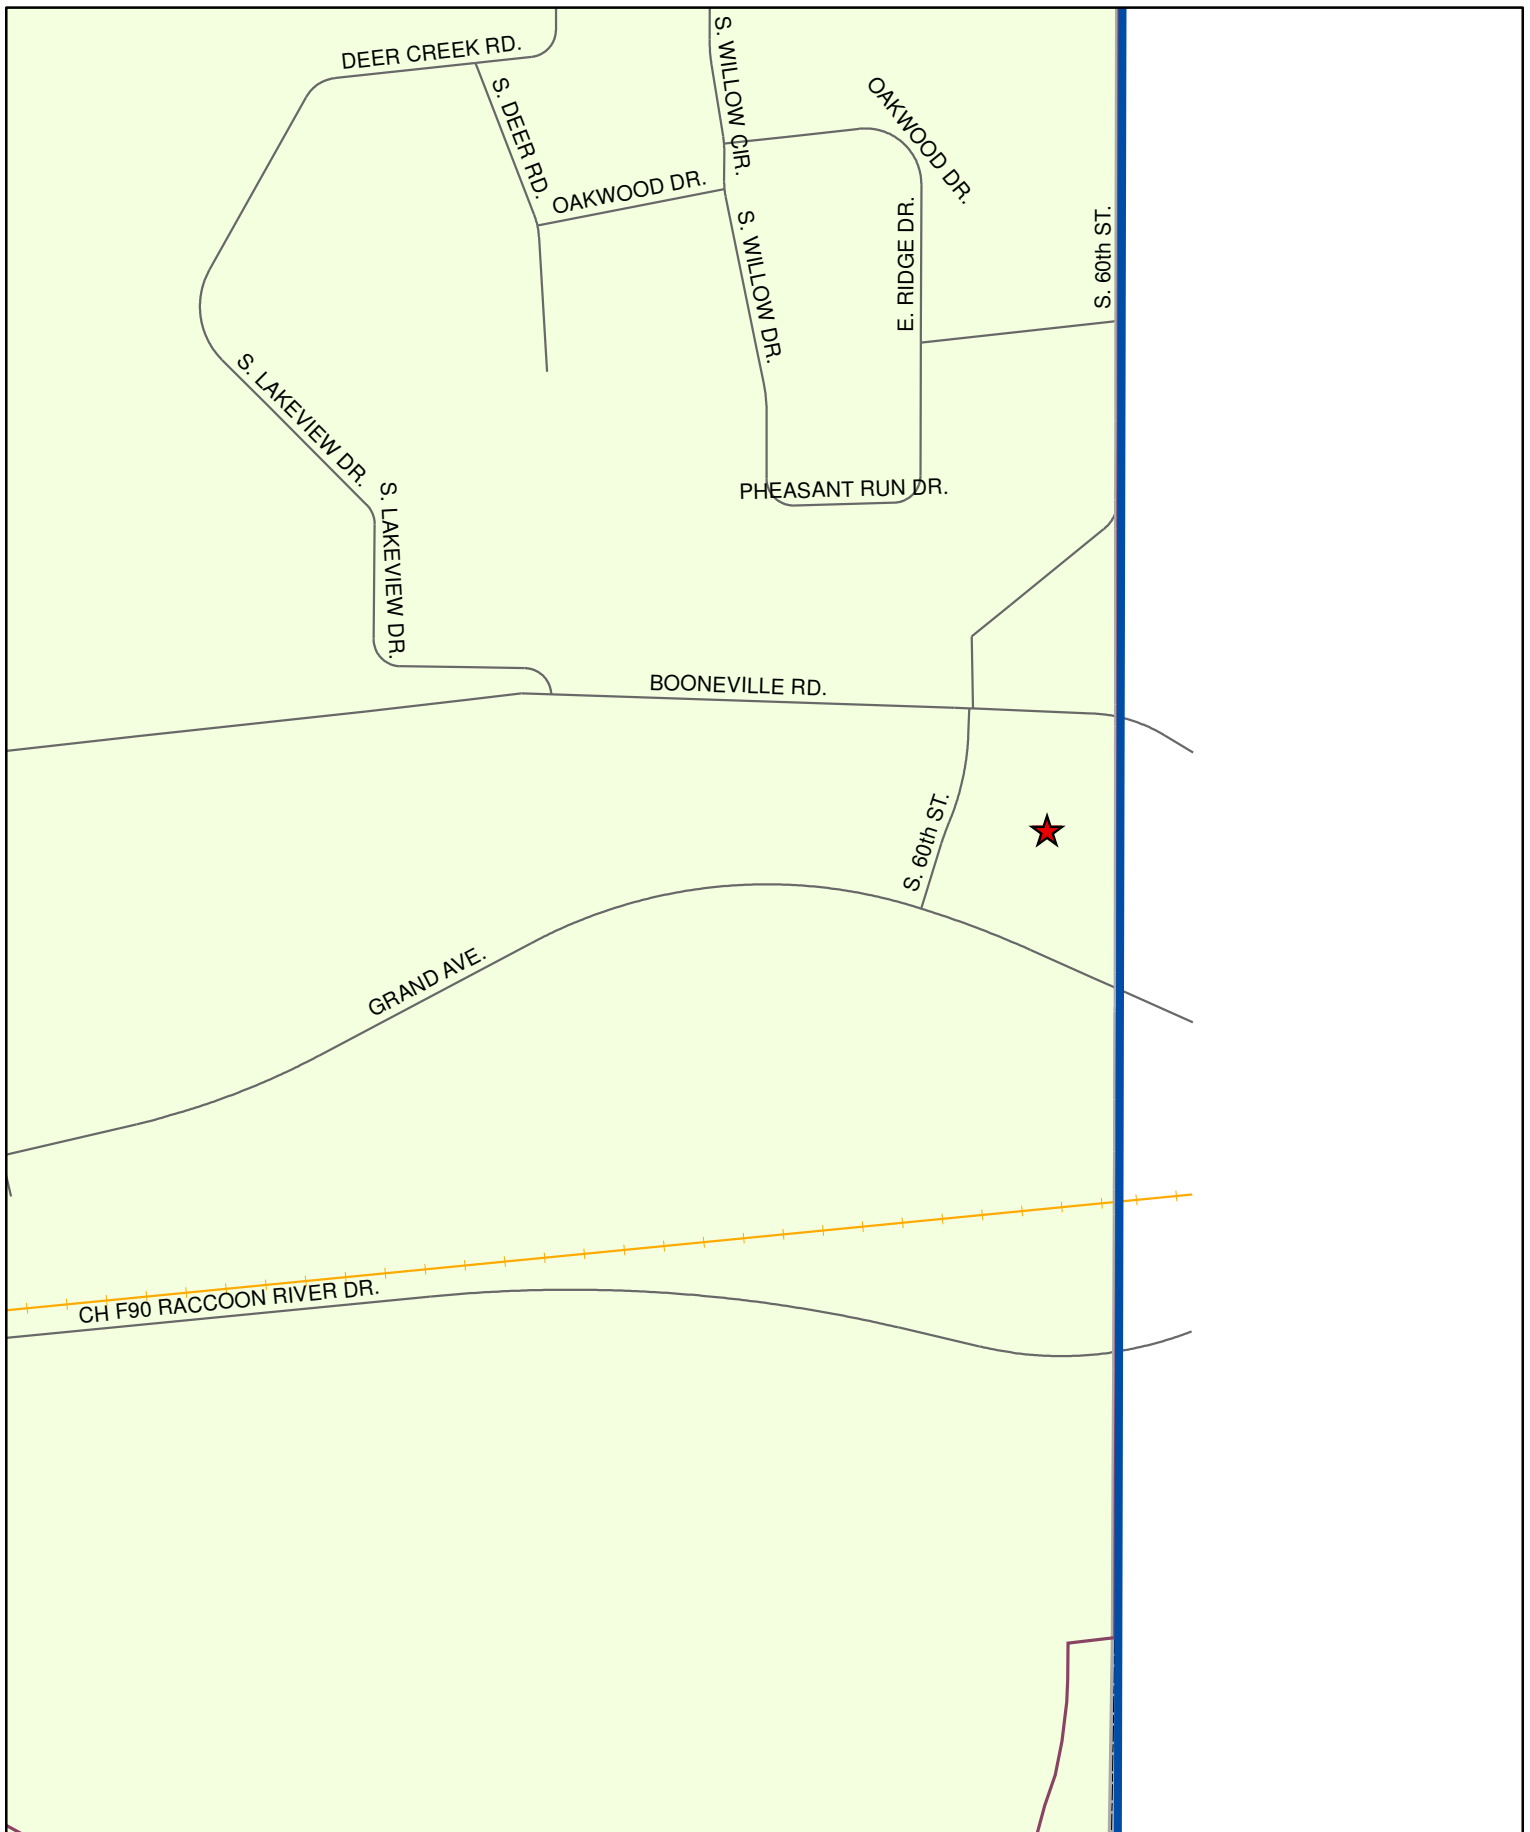 DEER CREEK RD.
S. WILLOW CIR.
OAKWOOD DR.
S. DEER RD.
OAKWOOD DR.
S. WILLOW DR.
E. RIDGE DR.
S. 60th ST.
S. LAKEVIEW DR.
PHEASANT RUN DR.
S. LAKEVIEW DR.
BOONEVILLE RD.
S. 60th ST.
GRAND AVE.
CH F90 RACCOON RIVER DR.